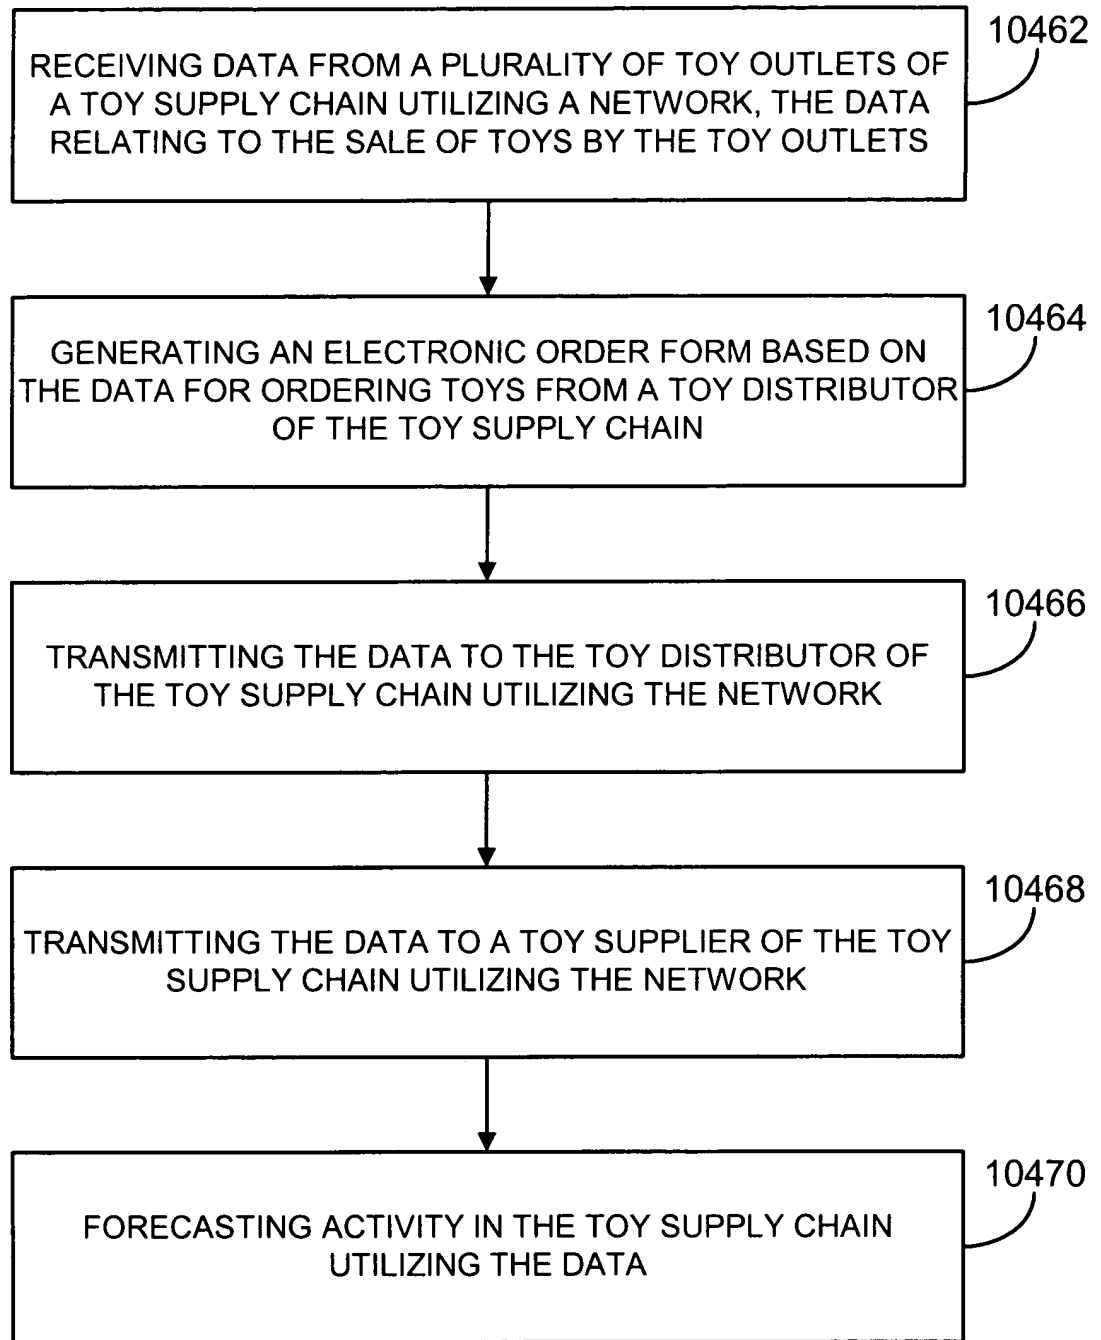 10462
RECEIVING DATA FROM A PLURALITY OF TOY OUTLETS OF
A TOY SUPPLY CHAIN UTILIZING A NETWORK, THE DATA
RELATING TO THE SALE OF TOYS BY THE TOY OUTLETS
10464
GENERATING AN ELECTRONIC ORDER FORM BASED ON
THE DATA FOR ORDERING TOYS FROM A TOY DISTRIBUTOR
OF THE TOY SUPPLY CHAIN
10466
TRANSMITTING THE DATA TO THE TOY DISTRIBUTOR OF
THE TOY SUPPLY CHAIN UTILIZING THE NETWORK
10468
TRANSMITTING THE DATA TO A TOY SUPPLIER OF THE TOY
SUPPLY CHAIN UTILIZING THE NETWORK
10470
FORECASTING ACTIVITY IN THE TOY SUPPLY CHAIN
UTILIZING THE DATA